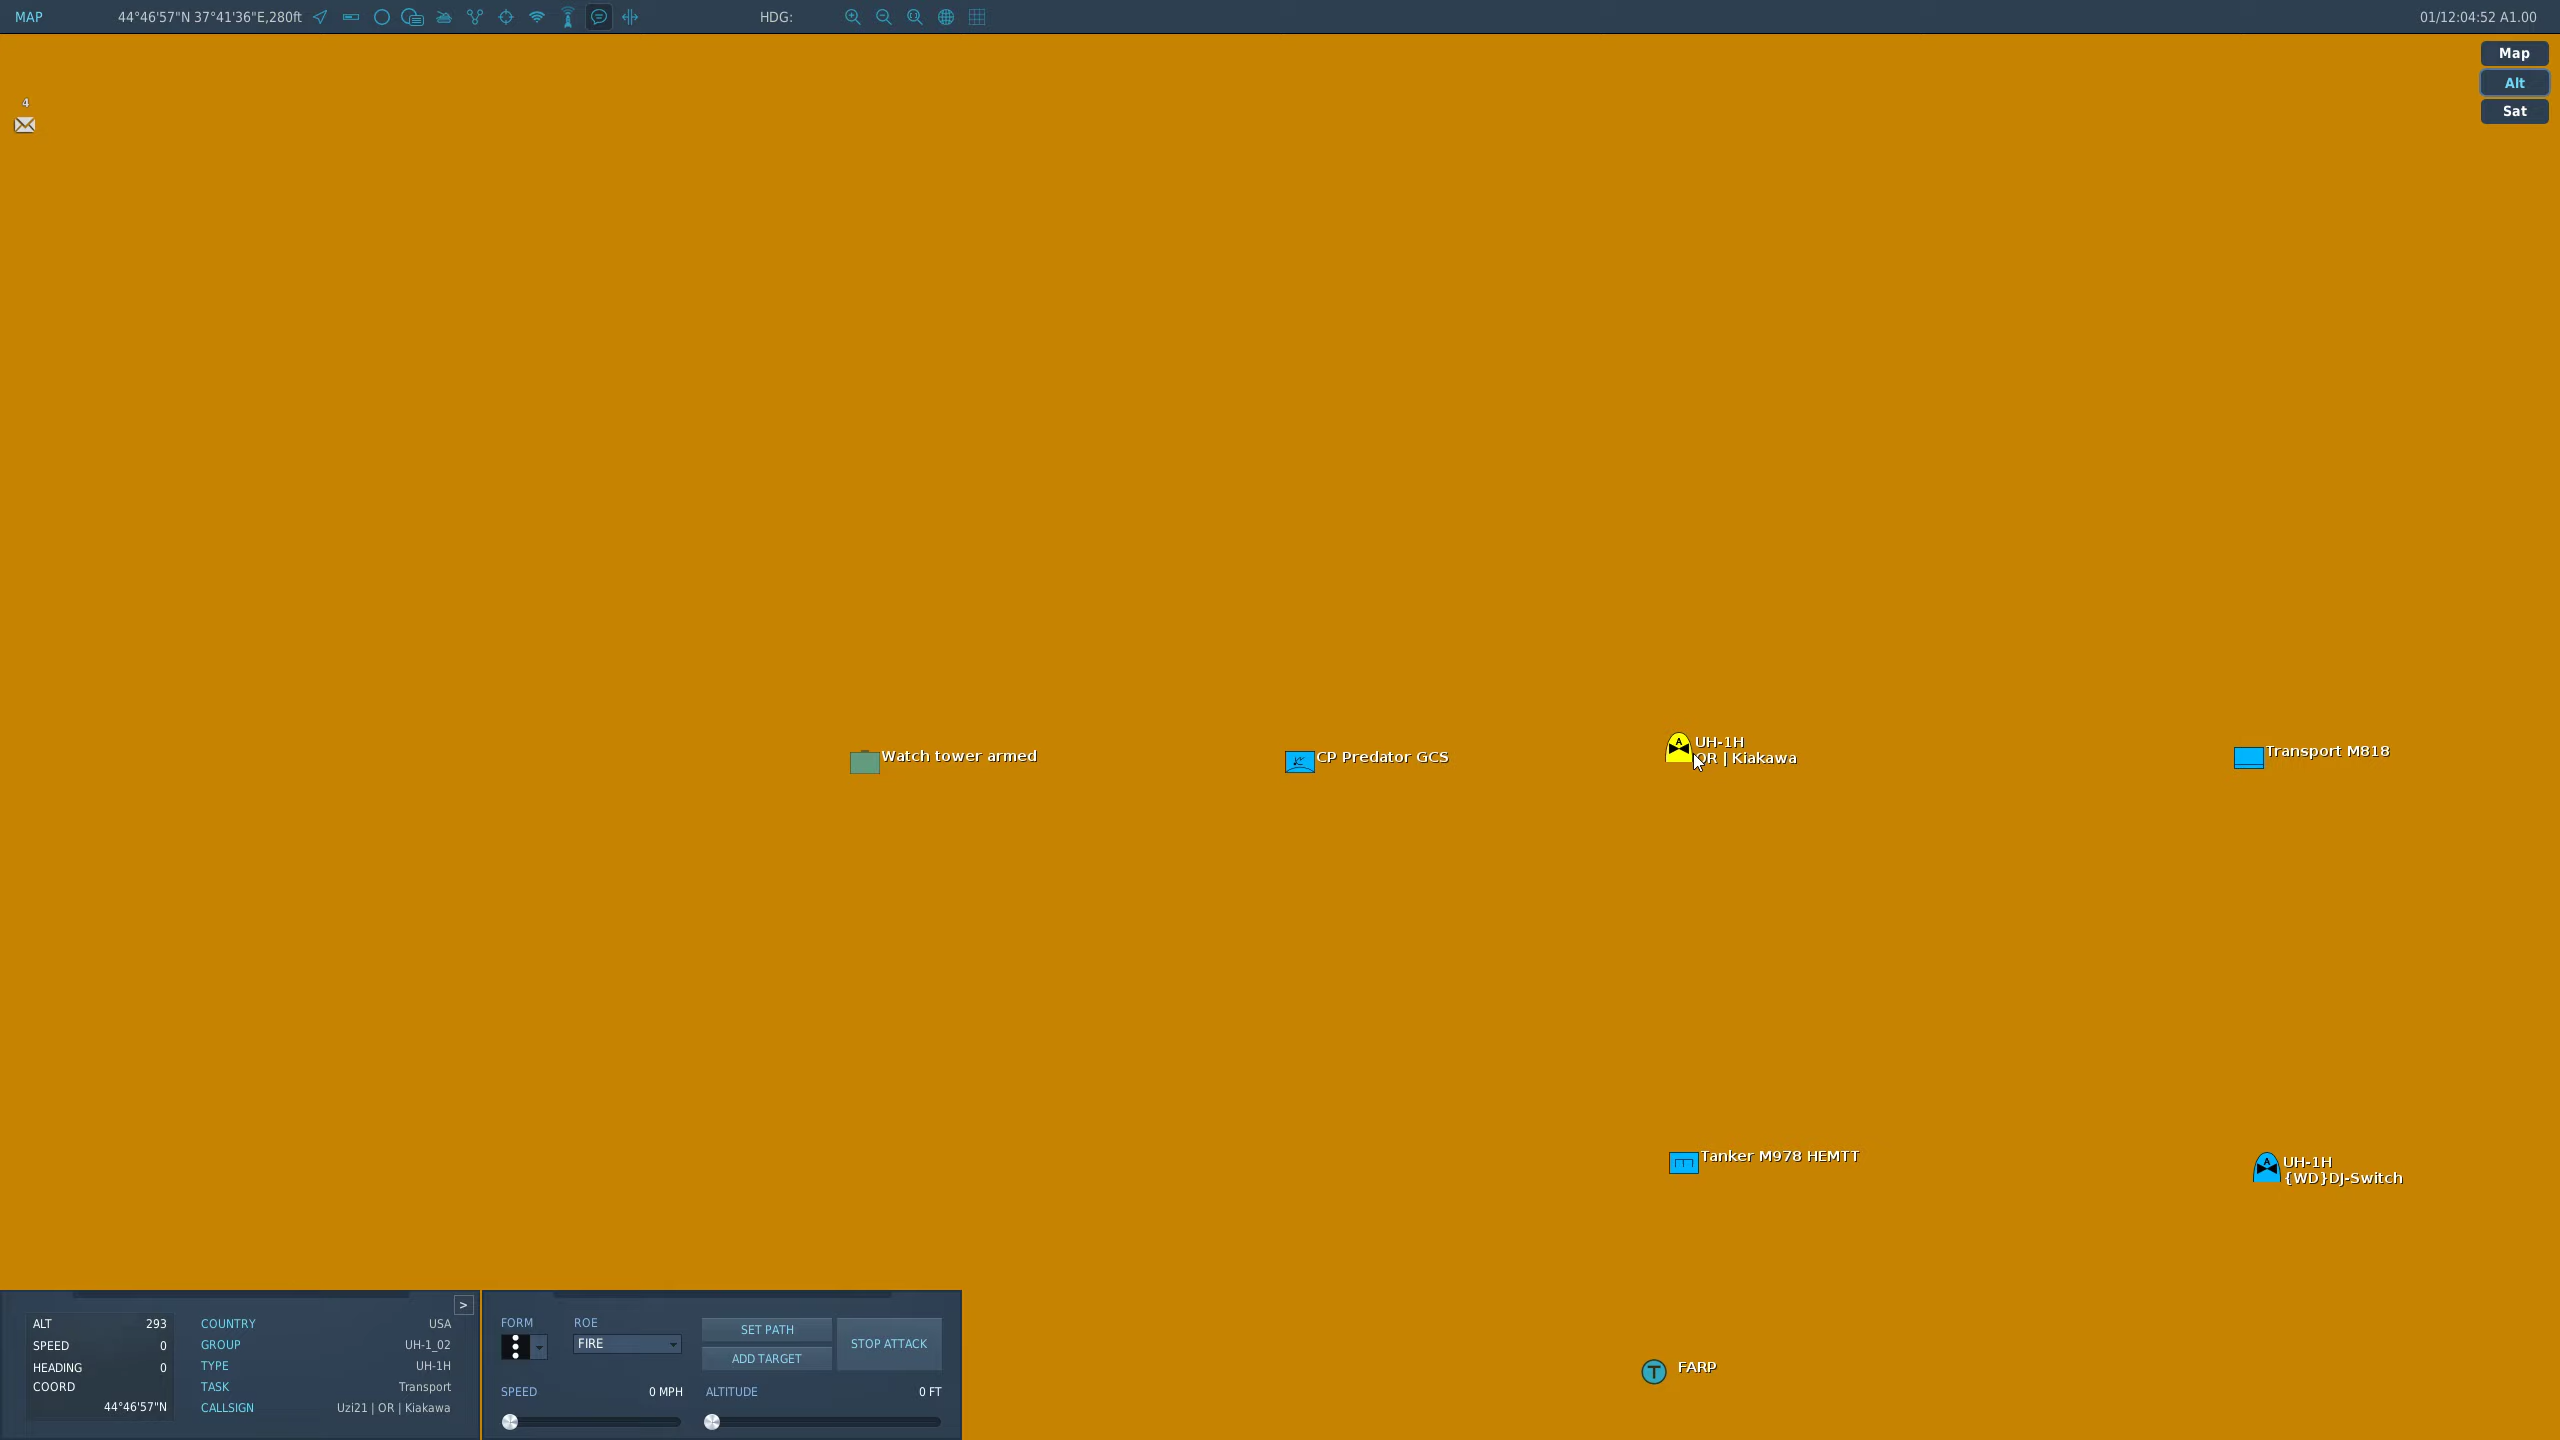 MAP 44°46'57"N 37°41'36"E,280ft HDG: 01/12:04:52 A1.00
Map
Alt
Sat
4
UH-1H
OR | Kiakawa
Watch tower armed
CP Predator GCS
Transport M818
Tanker M978 HEMTT
UH-1H
{WD}DJ-Switch
FARP
>
ALT 293
SPEED 0
HEADING 0
COORD
44°46'57"N
COUNTRY USA
GROUP UH-1_02
TYPE UH-1H
TASK Transport
CALLSIGN Uzi21 | OR | Kiakawa
FORM ROE
FIRE
SET PATH
ADD TARGET
STOP ATTACK
SPEED 0 MPH
ALTITUDE 0 FT